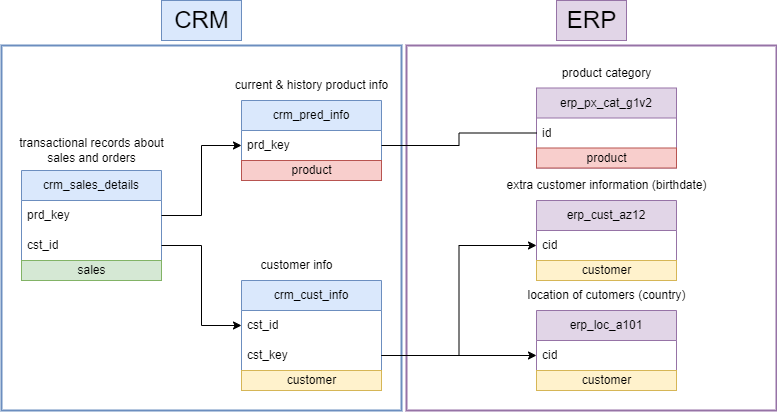 CRM
ERP
current & history product info
crm_pred_info
prd_key
product
transactional records about
sales and orders
crm_sales_details
prd_key
cst_id
sales
customer info
crm_cust_info
cst_id
cst_key
customer
product category
erp_px_cat_g1v2
id
product
extra customer information (birthdate)
erp_cust_az12
cid
customer
location of cutomers (country)
erp_loc_a101
cid
customer